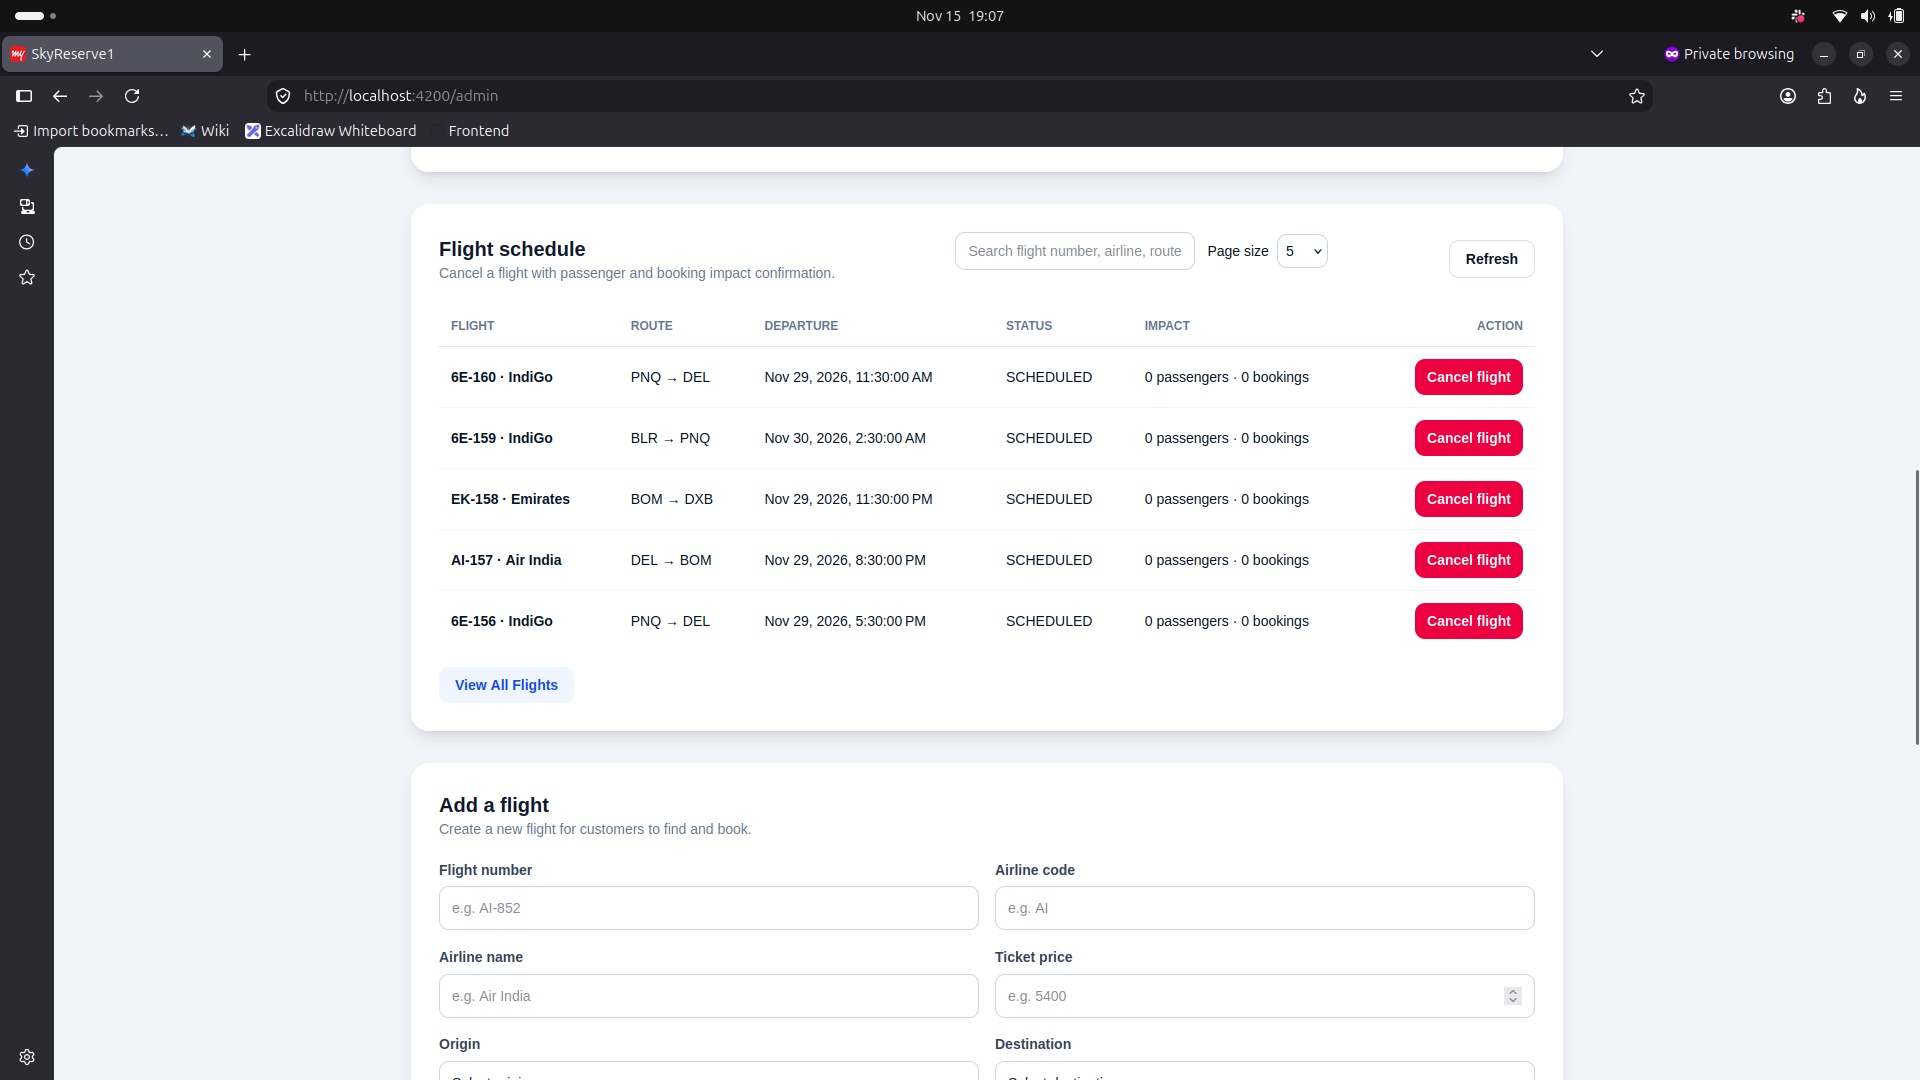 Nov 15 19:07
SkyReserve1
Private browsing
http://localhost:4200/admin
Import bookmarks... Wiki Excalidraw Whiteboard Frontend
Flight schedule
Cancel a flight with passenger and booking impact confirmation.
Search flight number, airline, route
Page size 5
Refresh
FLIGHT ROUTE DEPARTURE STATUS IMPACT ACTION
6E-160 · IndiGo PNQ → DEL Nov 29, 2026, 11:30:00 AM SCHEDULED 0 passengers · 0 bookings Cancel flight
6E-159 · IndiGo BLR → PNQ Nov 30, 2026, 2:30:00 AM SCHEDULED 0 passengers · 0 bookings Cancel flight
EK-158 · Emirates BOM → DXB Nov 29, 2026, 11:30:00 PM SCHEDULED 0 passengers · 0 bookings Cancel flight
AI-157 · Air India DEL → BOM Nov 29, 2026, 8:30:00 PM SCHEDULED 0 passengers · 0 bookings Cancel flight
6E-156 · IndiGo PNQ → DEL Nov 29, 2026, 5:30:00 PM SCHEDULED 0 passengers · 0 bookings Cancel flight
View All Flights
Add a flight
Create a new flight for customers to find and book.
Flight number Airline code
e.g. AI-852 e.g. AI
Airline name Ticket price
e.g. Air India e.g. 5400
Origin Destination